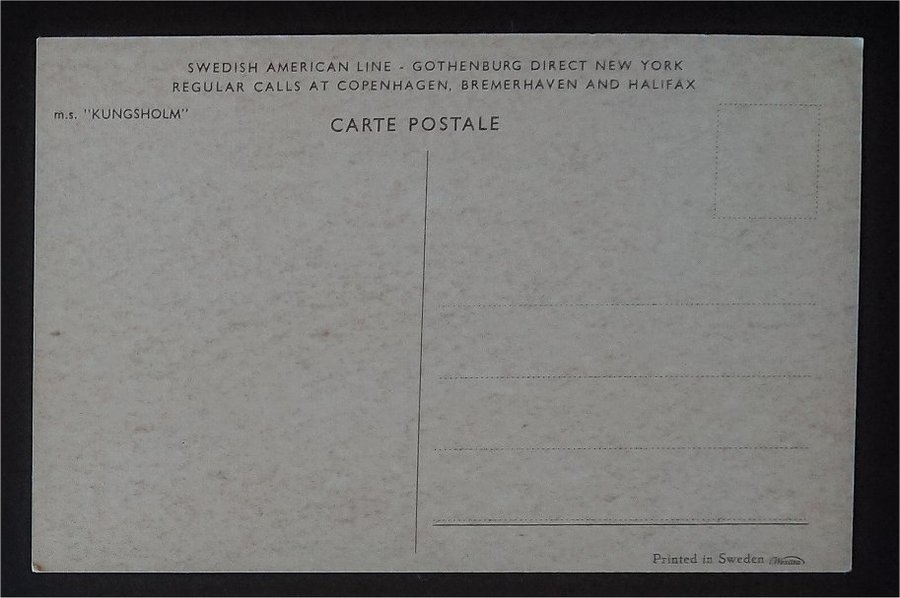 SWEDISH AMERICAN LINE - GOTHENBURG DIRECT NEW YORK
REGULAR CALLS AT COPENHAGEN, BREMERHAVEN AND HALIFAX
m.s. "KUNGSHOLM"
CARTE POSTALE
Printed in Sweden